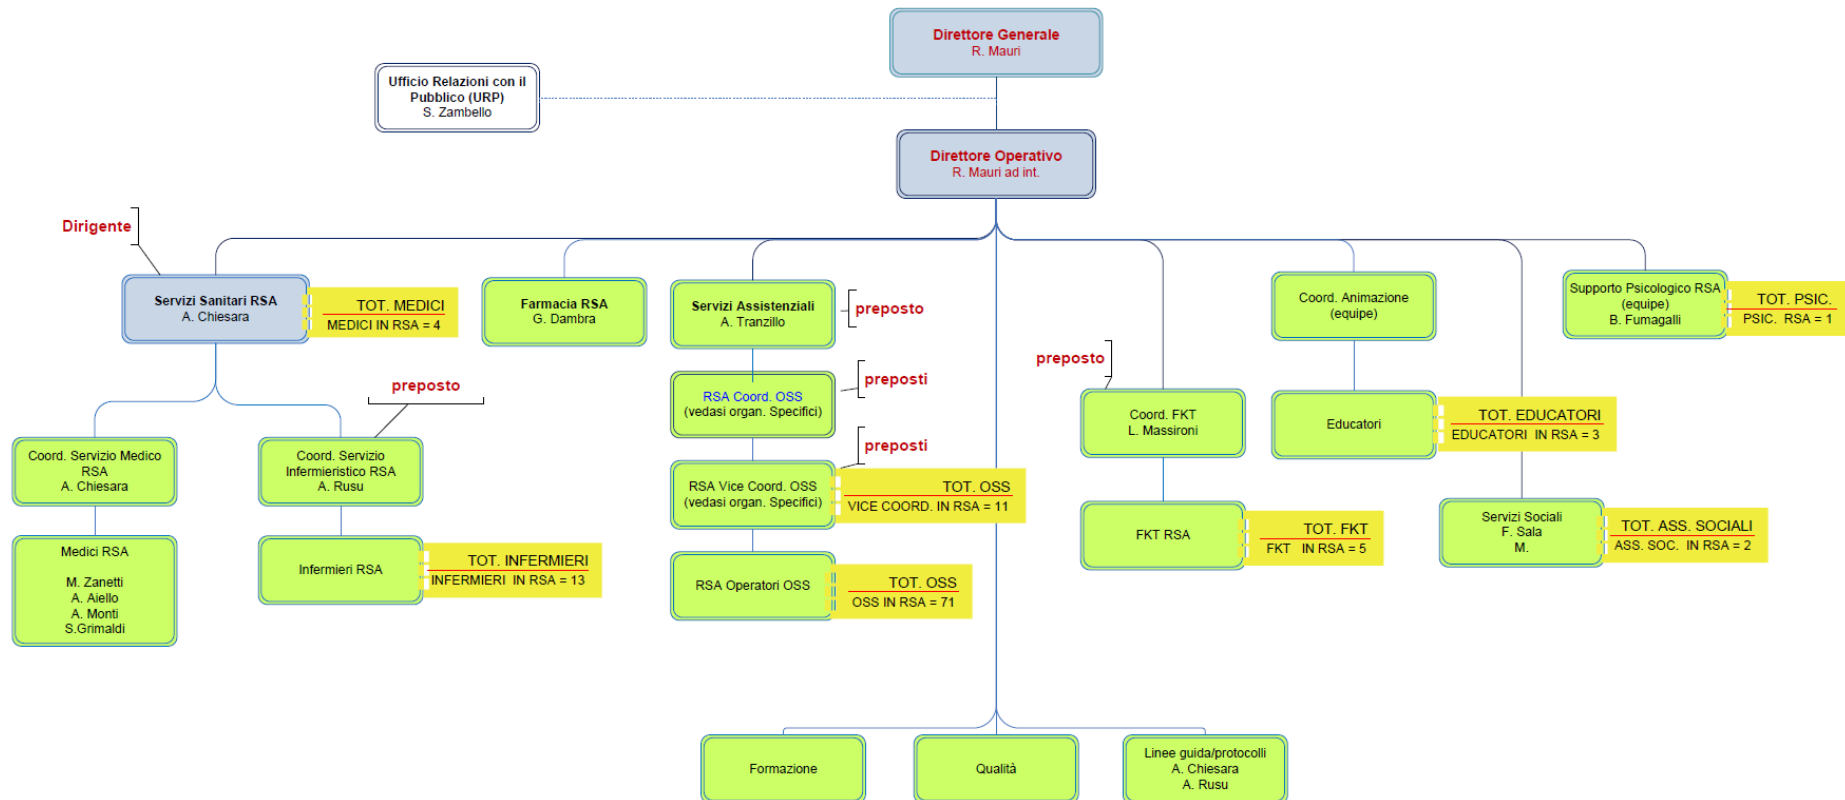 Direttore Generale
R. Mauri
Ufficio Relazioni con il
Pubblico (URP)
S. Zambello
Direttore Operativo
R. Mauri ad int.
Dirigente
Servizi Sanitari RSA
A. Chiesara
TOT. MEDICI
MEDICI IN RSA = 4
Farmacia RSA
G. Dambra
Servizi Assistenziali
A. Tranzillo
preposto
Coord. Animazione
(equipe)
Supporto Psicologico RSA
(equipe)
B. Fumagalli
TOT. PSIC.
PSIC. RSA = 1
preposto
RSA Coord. OSS
(vedasi organ. Specifici)
preposti
preposto
Coord. FKT
L. Massironi
Educatori
TOT. EDUCATORI
EDUCATORI IN RSA = 3
Coord. Servizio Medico
RSA
A. Chiesara
Coord. Servizio
Infermieristico RSA
A. Rusu
preposti
RSA Vice Coord. OSS
(vedasi organ. Specifici)
TOT. OSS
VICE COORD. IN RSA = 11
Medici RSA
M. Zanetti
A. Aiello
A. Monti
S.Grimaldi
Infermieri RSA
TOT. INFERMIERI
INFERMIERI IN RSA = 13
RSA Operatori OSS
TOT. OSS
OSS IN RSA = 71
FKT RSA
TOT. FKT
FKT IN RSA = 5
Servizi Sociali
F. Sala
M.
TOT. ASS. SOCIALI
ASS. SOC. IN RSA = 2
Formazione
Qualità
Linee guida/protocolli
A. Chiesara
A. Rusu